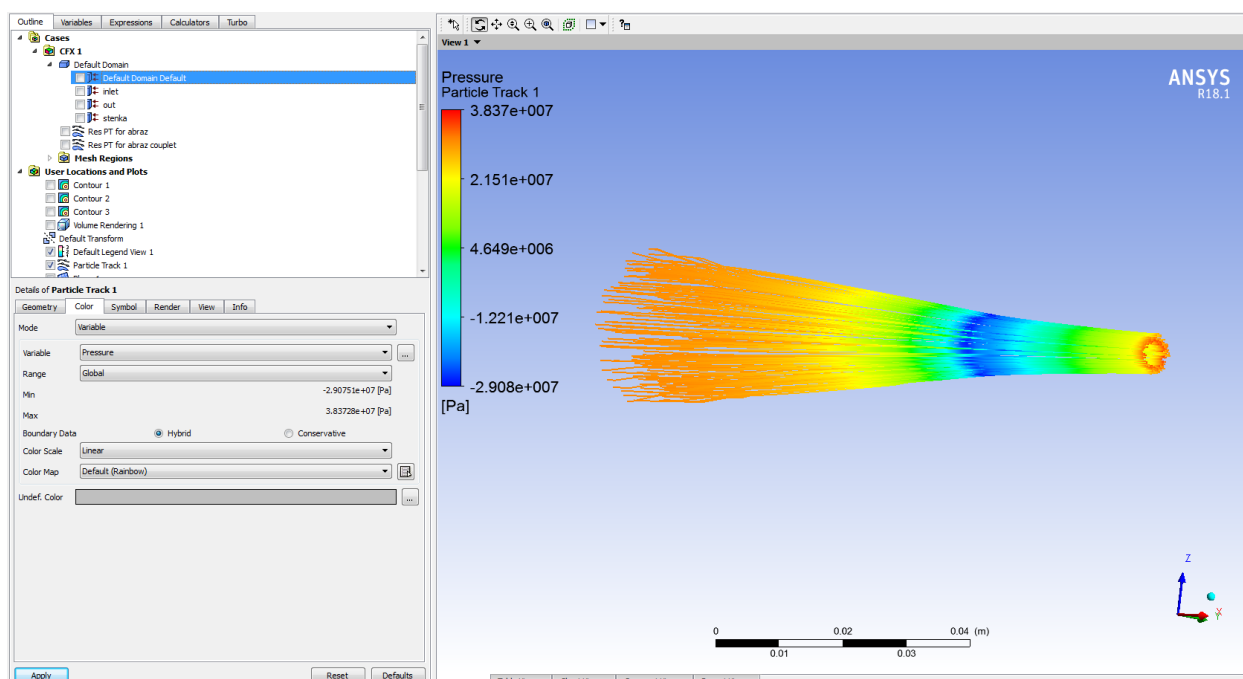 Outline Variables Expressions Calculators Turbo
Cases
CFX 1
Default Domain
Default Domain Default
inlet
out
stenka
Res PT for abraz
Res PT for abraz couplet
Mesh Regions
User Locations and Plots
Contour 1
Contour 2
Contour 3
Volume Rendering 1
Default Transform
Default Legend View 1
Particle Track 1
Details of Particle Track 1
Geometry Color Symbol Render View Info
Mode Variable
Variable Pressure ...
Range Global
Min -2.90751e+07 [Pa]
Max 3.83728e+07 [Pa]
Boundary Data Hybrid Conservative
Color Scale Linear
Color Map Default (Rainbow)
Undef. Color ...
Apply Reset Defaults
View 1
Pressure
Particle Track 1
3.837e+007
2.151e+007
4.649e+006
-1.221e+007
-2.908e+007
[Pa]
ANSYS
R18.1
Z
X
Y
0 0.02 0.04 (m)
0.01 0.03